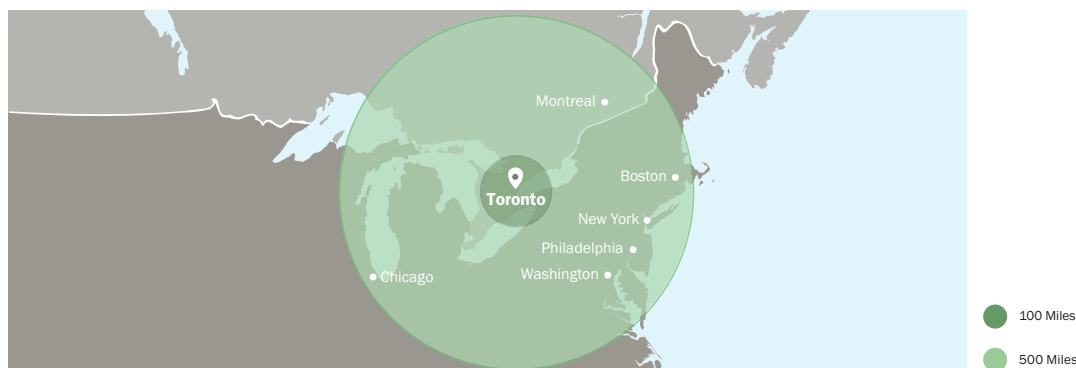 Montreal
Boston
Toronto
New York
Philadelphia
Washington
Chicago
100 Miles
500 Miles